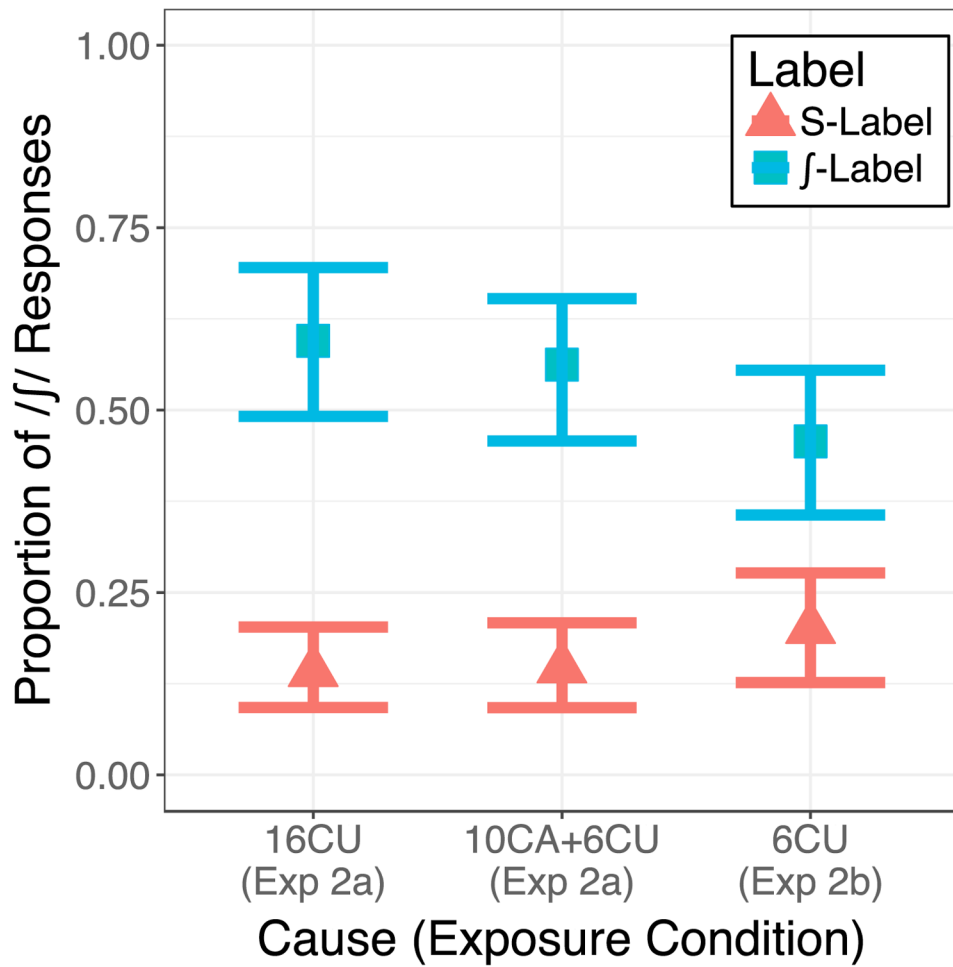 1.00
0.75
0.50
0.25
0.00
Proportion of /ʃ/ Responses
Label
S-Label
ʃ-Label
16CU
(Exp 2a)
10CA+6CU
(Exp 2a)
6CU
(Exp 2b)
Cause (Exposure Condition)